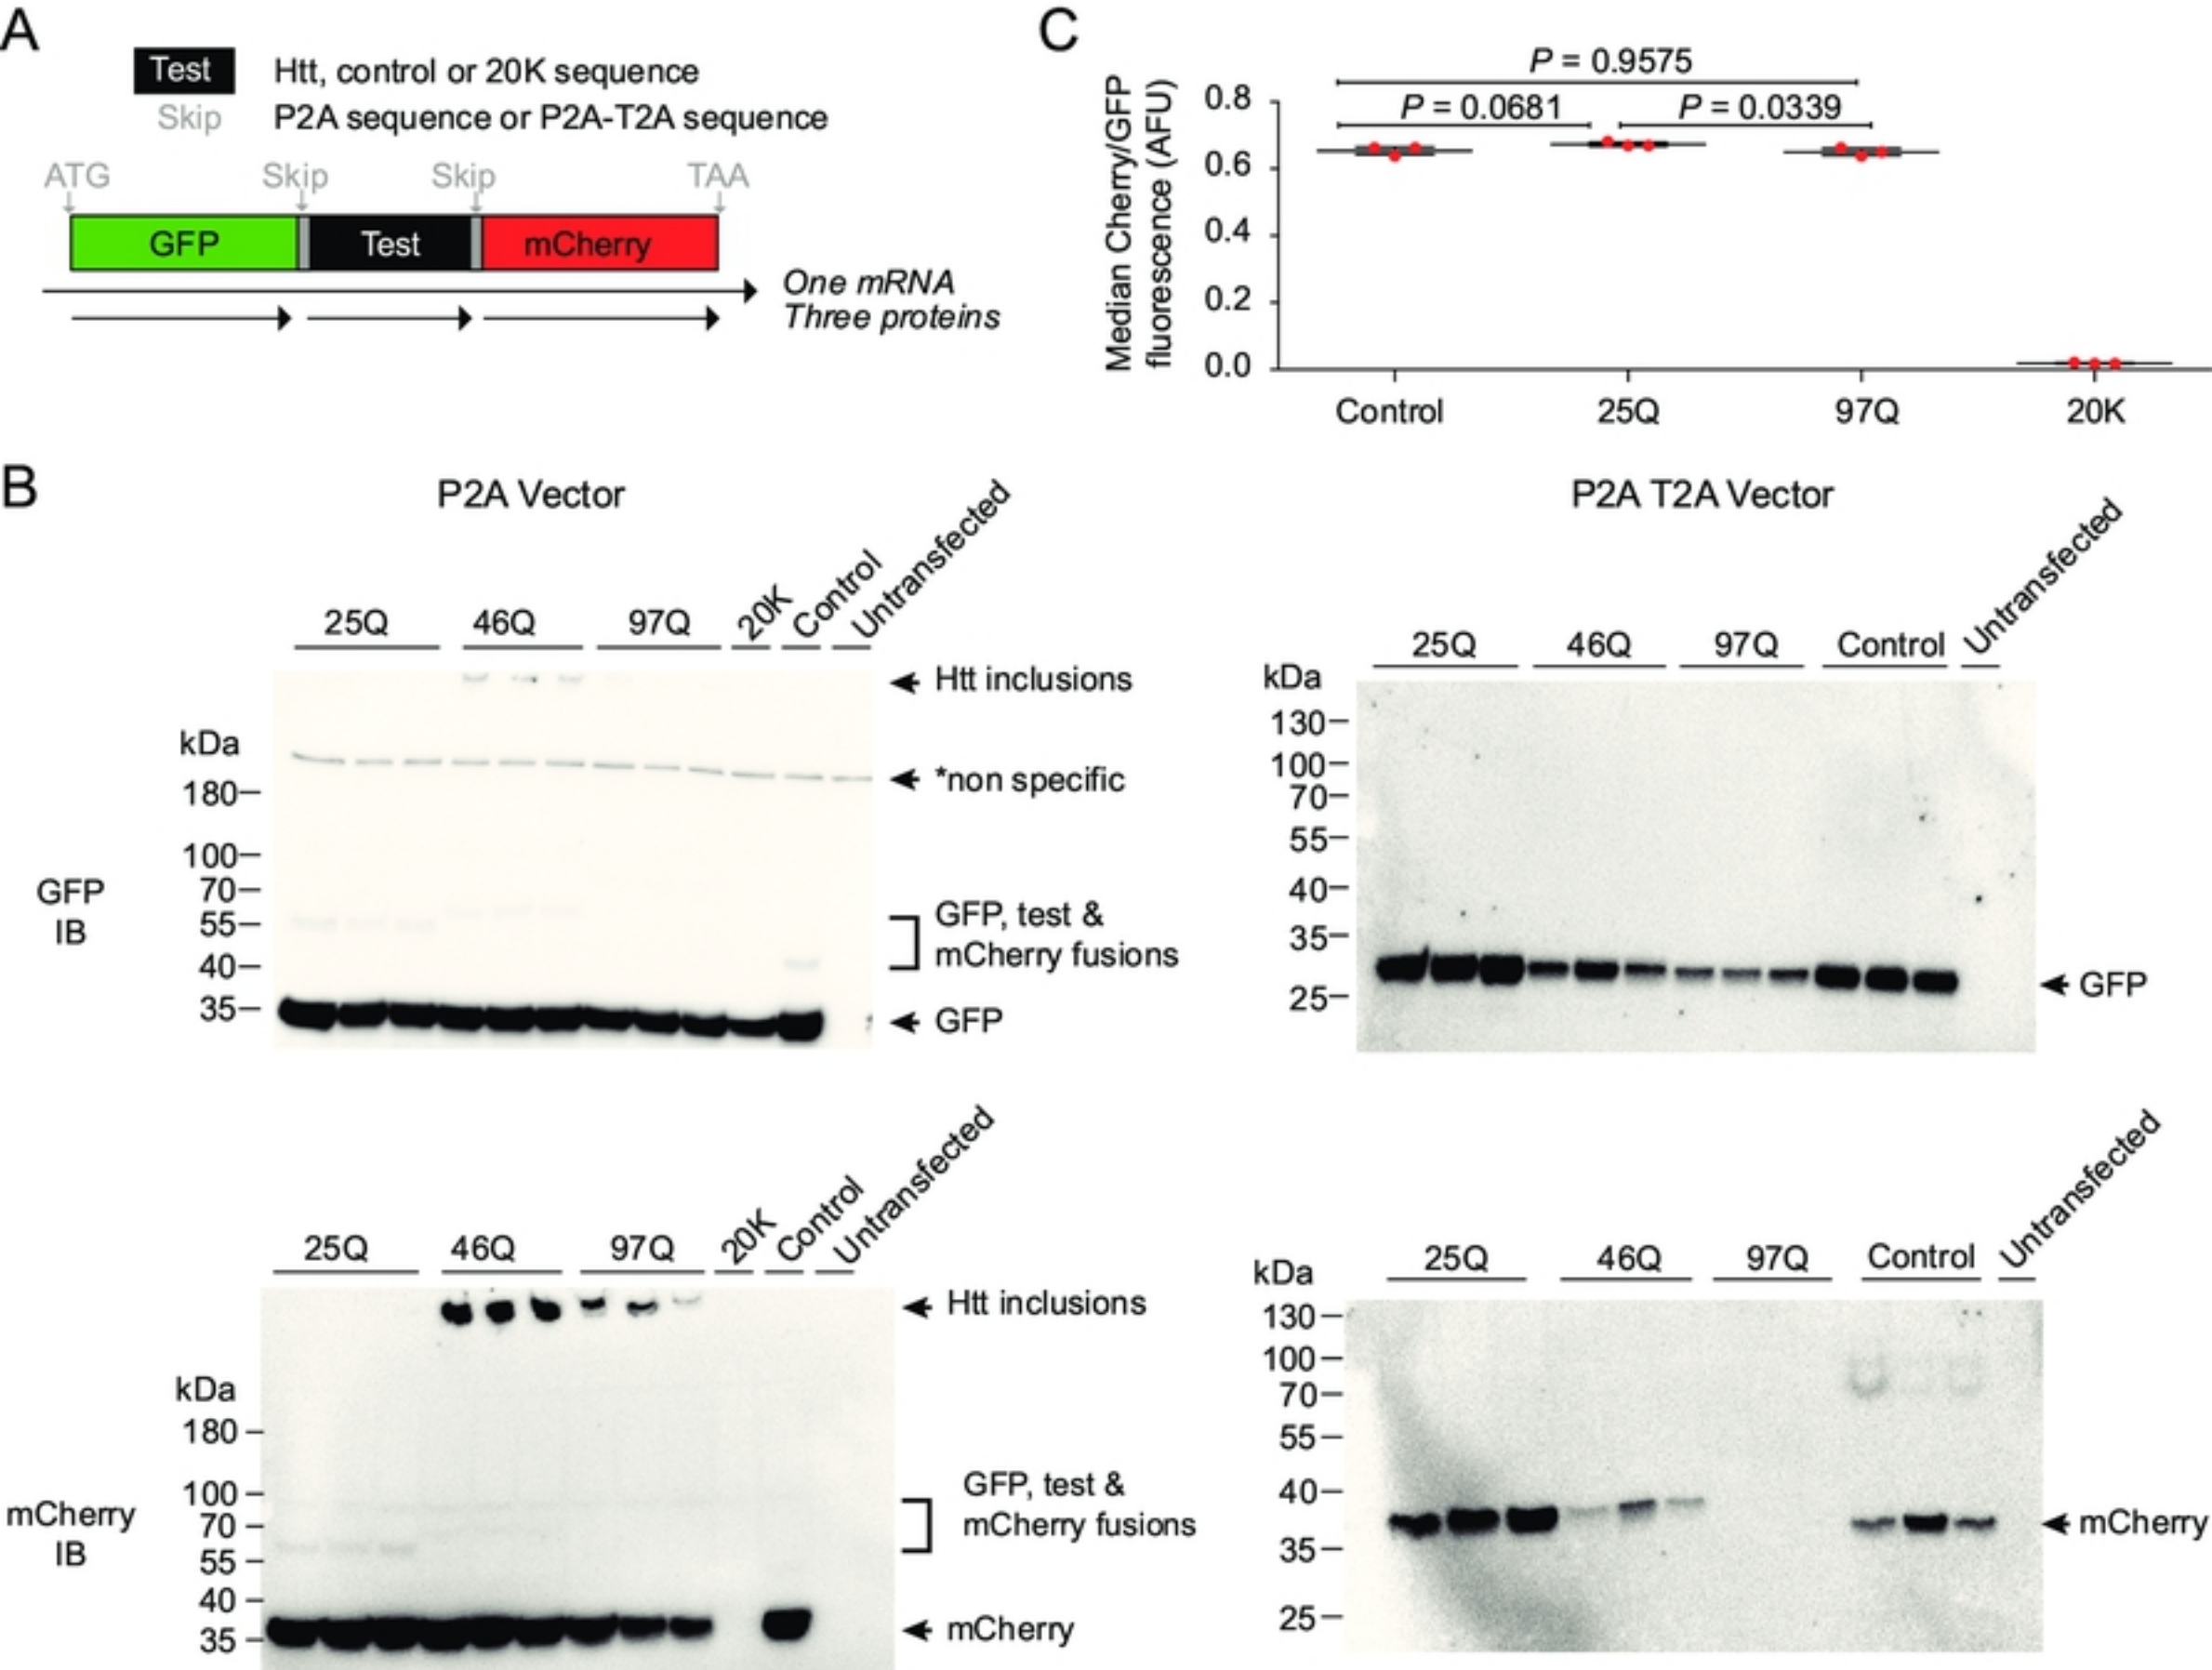 A
Test Htt, control or 20K sequence
Skip P2A sequence or P2A-T2A sequence
ATG Skip Skip TAA
GFP Test mCherry
One mRNA
Three proteins
C
Median Cherry/GFP
fluorescence (AFU)
P = 0.9575
P = 0.0681 P = 0.0339
0.8
0.6
0.4
0.2
0.0
Control 25Q 97Q 20K
B
P2A Vector
25Q 46Q 97Q 20K Control Untransfected
Htt inclusions
kDa
*non specific
180
100
70
55
40
35
GFP
IB
GFP, test &
mCherry fusions
GFP
P2A T2A Vector
25Q 46Q 97Q Control Untransfected
kDa
130
100
70
55
40
35
25
GFP
25Q 46Q 97Q 20K Control Untransfected
Htt inclusions
kDa
180
100
70
55
40
35
mCherry
IB
GFP, test &
mCherry fusions
mCherry
25Q 46Q 97Q Control Untransfected
kDa
130
100
70
55
40
35
25
mCherry